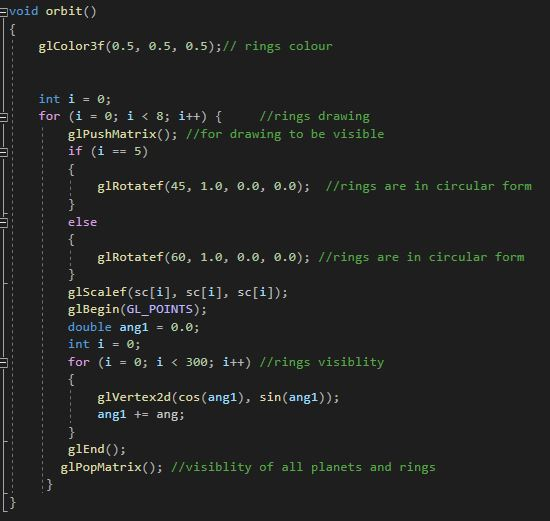 void orbit()
{
glColor3f(0.5, 0.5, 0.5);// rings colour
int i = 0;
for (i = 0; i < 8; i++) { //rings drawing
glPushMatrix(); //for drawing to be visible
if (i == 5)
{
glRotatef(45, 1.0, 0.0, 0.0); //rings are in circular form
}
else
{
glRotatef(60, 1.0, 0.0, 0.0); //rings are in circular form
}
glScalef(sc[i], sc[i], sc[i]);
glBegin(GL_POINTS);
double ang1 = 0.0;
int i = 0;
for (i = 0; i < 300; i++) //rings visiblity
{
glVertex2d(cos(ang1), sin(ang1));
ang1 += ang;
}
glEnd();
glPopMatrix(); //visiblity of all planets and rings
}
}